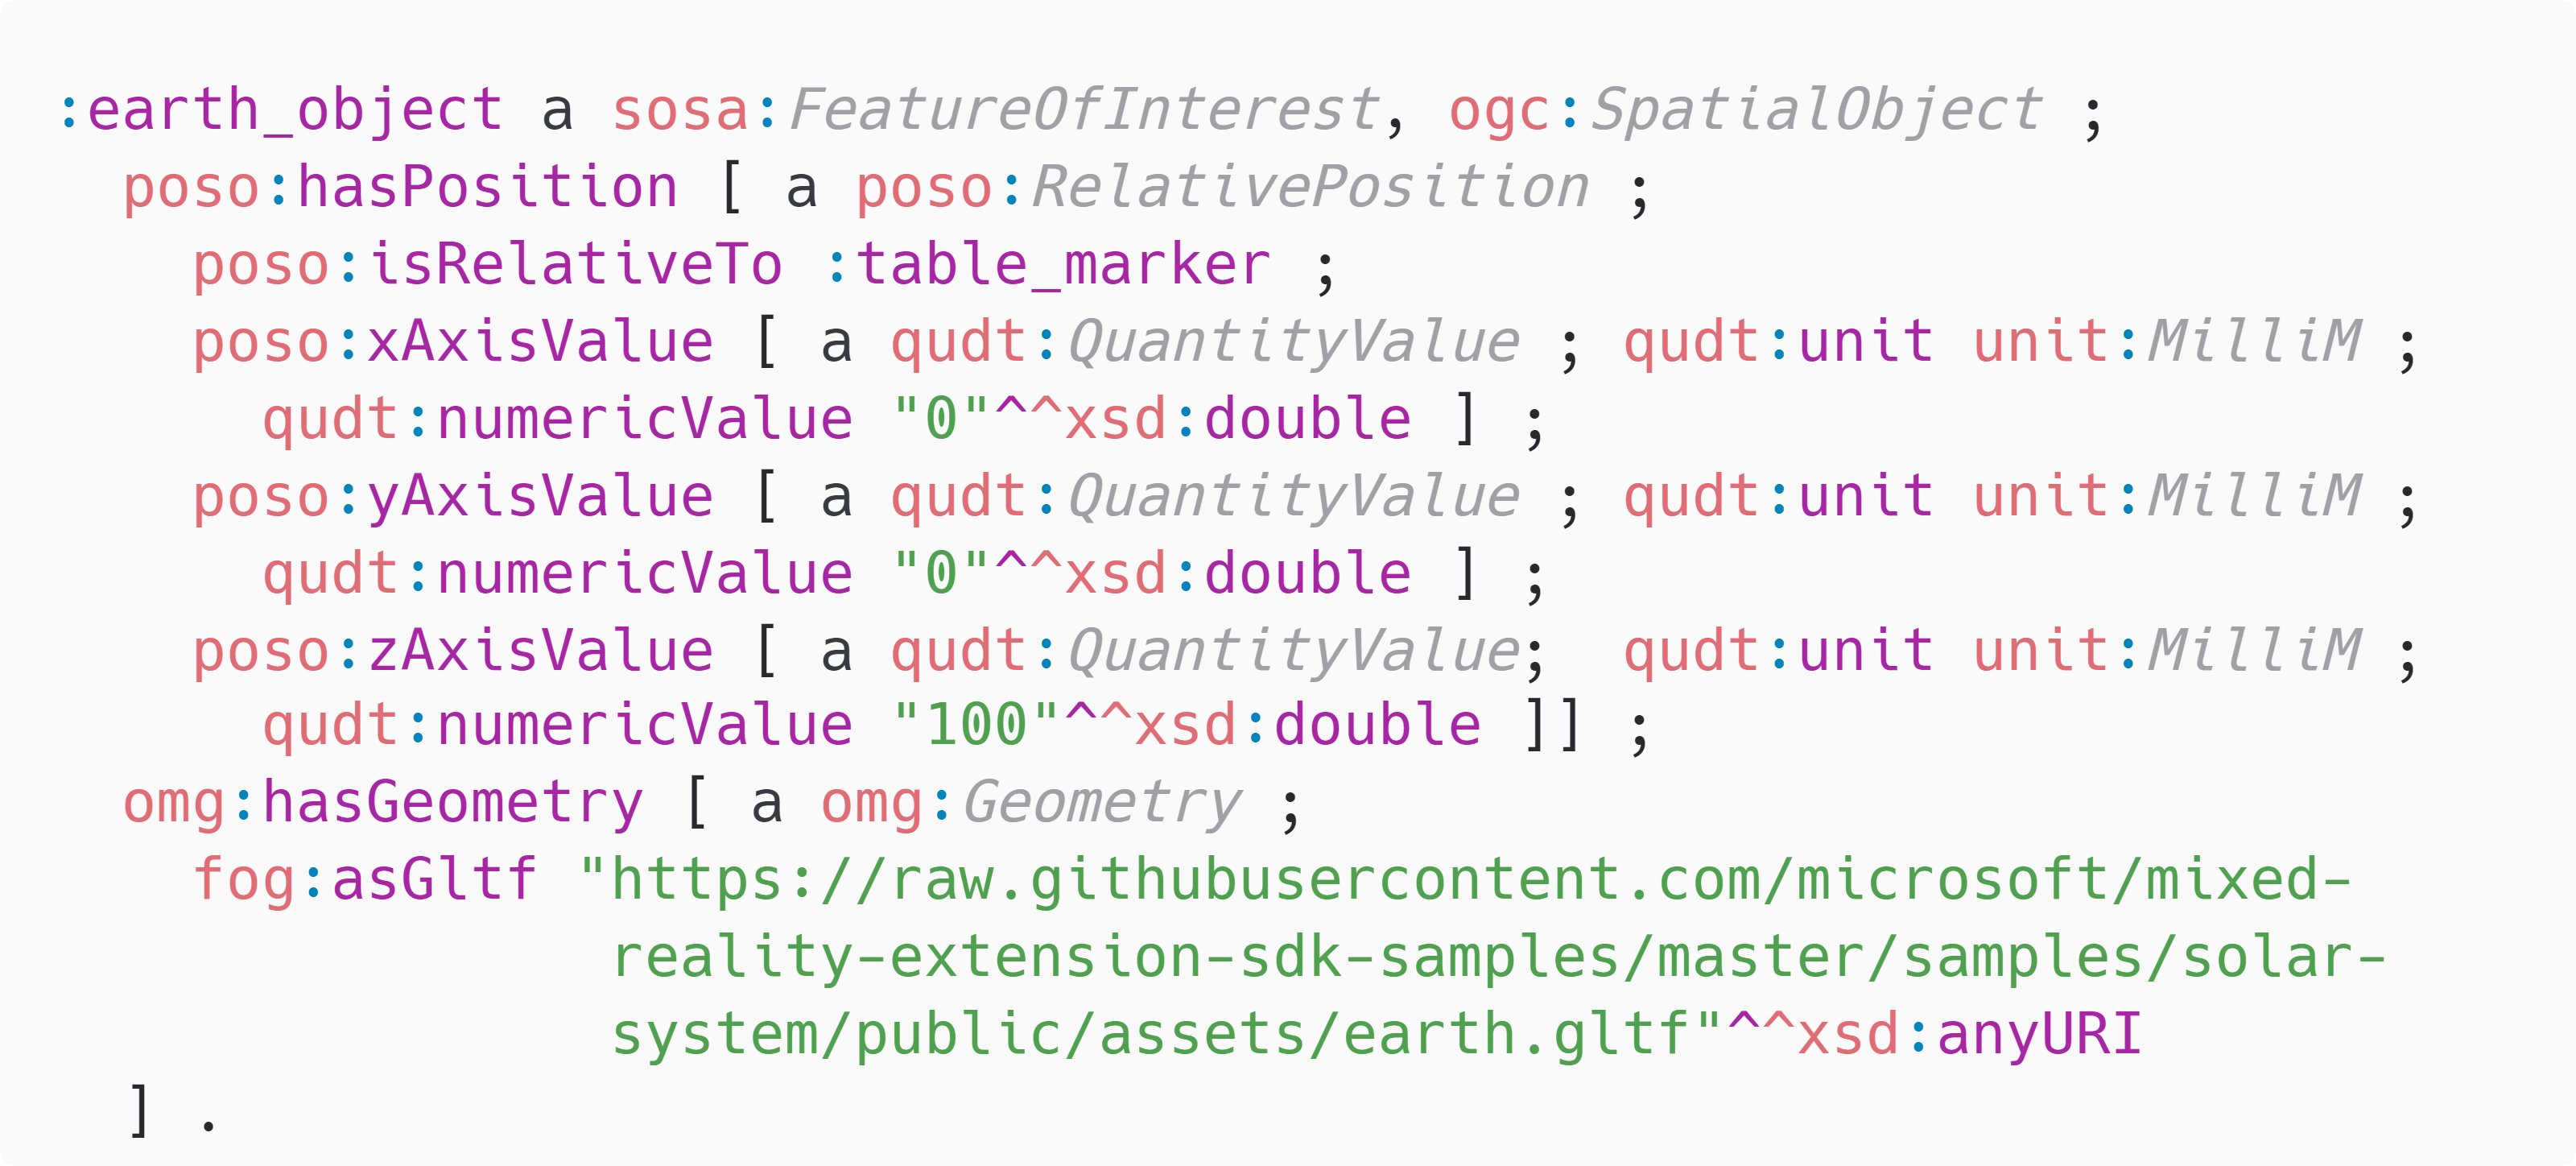 :earth_object a sosa:FeatureOfInterest, ogc:SpatialObject ;
  poso:hasPosition [ a poso:RelativePosition ;
    poso:isRelativeTo :table_marker ;
    poso:xAxisValue [ a qudt:QuantityValue ; qudt:unit unit:MilliM ;
      qudt:numericValue "0"^^xsd:double ] ;
    poso:yAxisValue [ a qudt:QuantityValue ; qudt:unit unit:MilliM ;
      qudt:numericValue "0"^^xsd:double ] ;
    poso:zAxisValue [ a qudt:QuantityValue;  qudt:unit unit:MilliM ;
      qudt:numericValue "100"^^xsd:double ]] ;
  omg:hasGeometry [ a omg:Geometry ;
    fog:asGltf "https://raw.githubusercontent.com/microsoft/mixed-
                reality-extension-sdk-samples/master/samples/solar-
                system/public/assets/earth.gltf"^^xsd:anyURI
  ] .